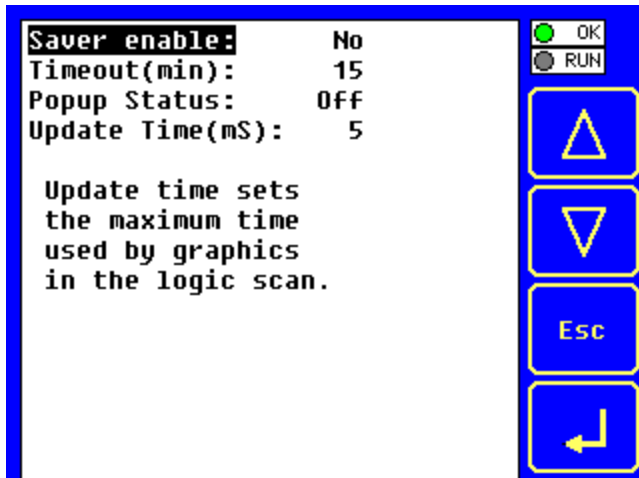 Saver enable: No
Timeout(min): 15
Popup Status: Off
Update Time(mS): 5
Update time sets
the maximum time
used by graphics
in the logic scan.
OK
RUN
Esc